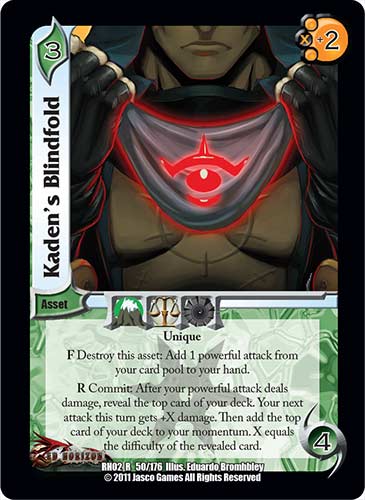 3
+2
Kaden's Blindfold
Asset
Unique
F Destroy this asset: Add 1 powerful attack from
your card pool to your hand.
R Commit: After your powerful attack deals
damage, reveal the top card of your deck. Your next
attack this turn gets +X damage. Then add the top
card of your deck to your momentum. X equals
the difficulty of the revealed card.
RED HORIZON
4
RH02 R 50/176 Illus. Eduardo Brombbley
© 2011 Jasco Games All Rights Reserved